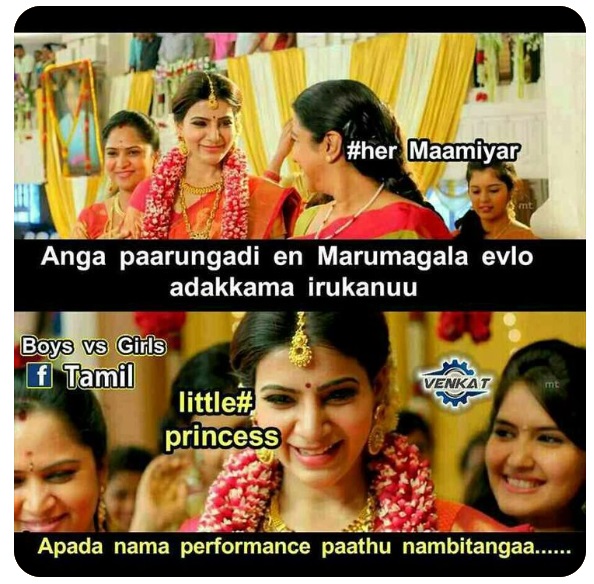 #her Maamiyar
mt
Anga paarungadi en Marumagala evlo
adakkama irukanuu
Boys vs Girls
f Tamil
VENKAT
mt
little#
princess
Apada nama performance paathu nambitangaa......